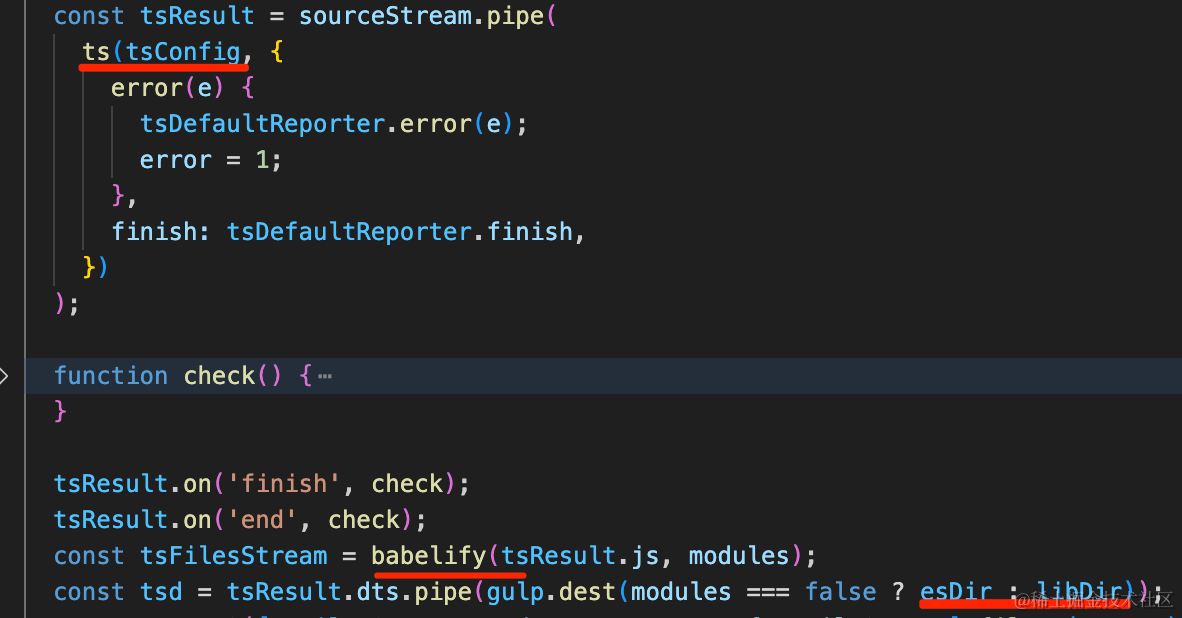 const tsResult = sourceStream.pipe(
ts(tsConfig, {
error(e) {
tsDefaultReporter.error(e);
error = 1;
},
finish: tsDefaultReporter.finish,
})
);
function check() {⋯
}
tsResult.on('finish', check);
tsResult.on('end', check);
const tsFilesStream = babelify(tsResult.js, modules);
const tsd = tsResult.dts.pipe(gulp.dest(modules === false ? esDir : libDir));
@稀土掘金技术社区